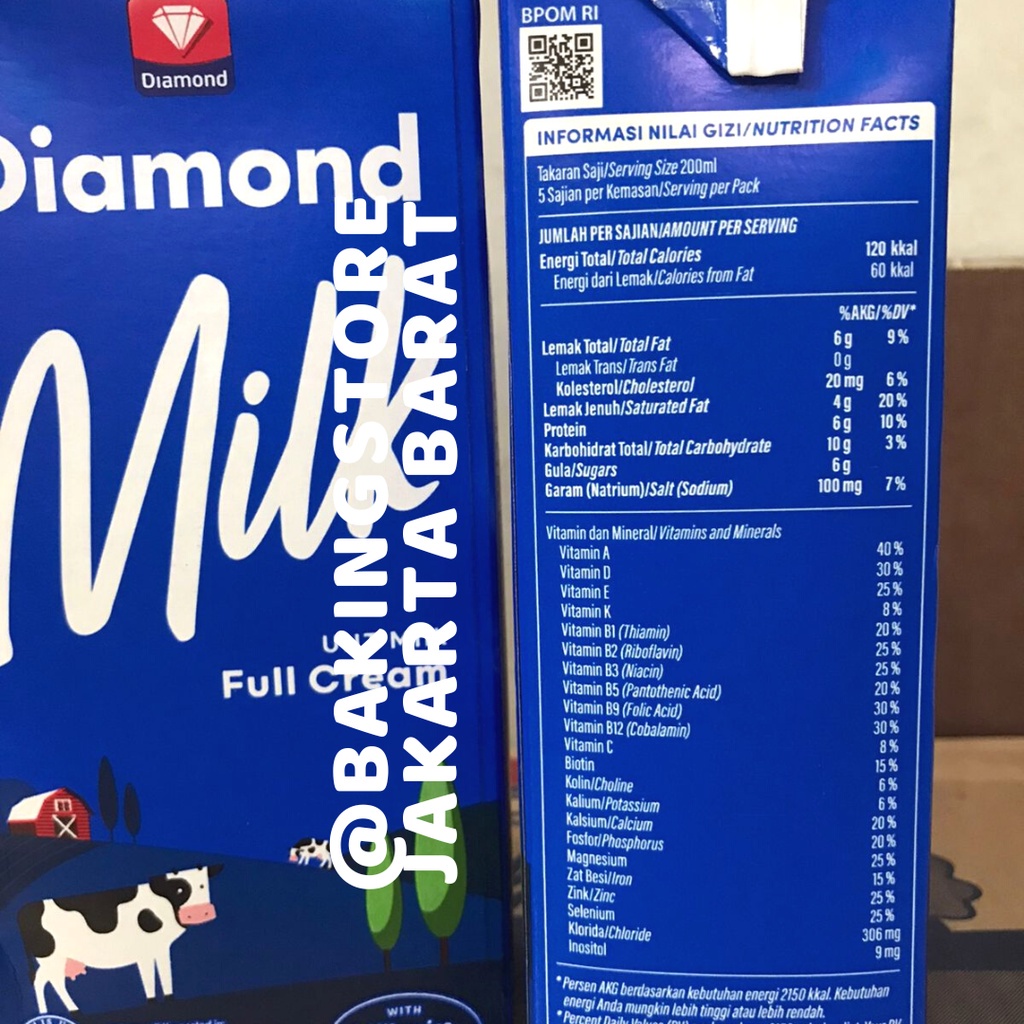 Diamond
Diamond
Milk
Full Cream
@BAKINGSTORE
JAKARTA BARAT
WITH
BPOM RI
INFORMASI NILAI GIZI/NUTRITION FACTS
Takaran Saji/Serving Size 200ml
5 Sajian per Kemasan/Serving per Pack
JUMLAH PER SAJIAN/AMOUNT PER SERVING
Energi Total/Total Calories 120 kkal
Energi dari Lemak/Calories from Fat 60 kkal
%AKG/%DV*
Lemak Total/Total Fat 6 g 9 %
Lemak Trans/Trans Fat 0 g
Kolesterol/Cholesterol 20 mg 6 %
Lemak Jenuh/Saturated Fat 4 g 20 %
Protein 6 g 10 %
Karbohidrat Total/Total Carbohydrate 10 g 3 %
Gula/Sugars 6 g
Garam (Natrium)/Salt (Sodium) 100 mg 7 %
Vitamin dan Mineral/Vitamins and Minerals
Vitamin A 40 %
Vitamin D 30 %
Vitamin E 25 %
Vitamin K 8 %
Vitamin B1 (Thiamin) 20 %
Vitamin B2 (Riboflavin) 25 %
Vitamin B3 (Niacin) 25 %
Vitamin B5 (Pantothenic Acid) 20 %
Vitamin B9 (Folic Acid) 30 %
Vitamin B12 (Cobalamin) 30 %
Vitamin C 8 %
Biotin 15 %
Kolin/Choline 6 %
Kalium/Potassium 6 %
Kalsium/Calcium 20 %
Fosfor/Phosphorus 20 %
Magnesium 25 %
Zat Besi/Iron 15 %
Zink/Zinc 25 %
Selenium 25 %
Klorida/Chloride 306 mg
Inositol 9 mg
*Persen AKG berdasarkan kebutuhan energi 2150 kkal. Kebutuhan
energi Anda mungkin lebih tinggi atau lebih rendah.
*Percent Daily